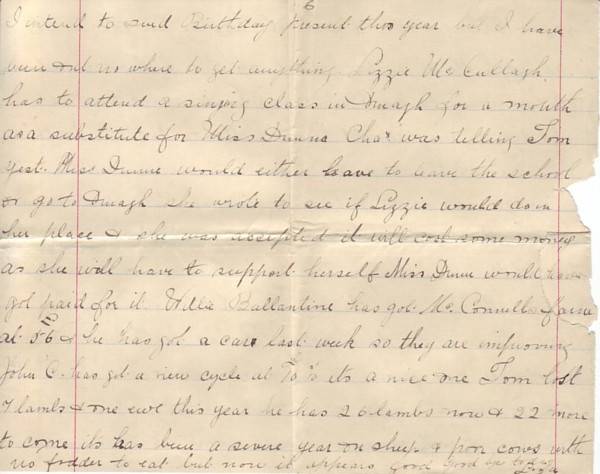 6
I intend to send Birthday present this year but I have
been out no where to get anything Lizzie McCullagh
has to attend a singing class in Omagh for a month
as a substitute for Miss Dunne Chas was telling Tom
yest. Miss Dunne would either have to leave the school
& go to Omagh she wrote to see if Lizzie would do in
her place & she was accepted it will cost some money
as she will have to support herself Miss Dunne would have
got paid for it Willie Ballantine has got McConnells farm
at & he has got a car last week so they are improving
John C. has got a new cycle at its a nice one Tom lost
7 lambs & one ewe this year he has 26 lambs now & 22 more
to come its has been a severe year on sheep & poor cows with
no fodder to eat but now it appears good Good bye to